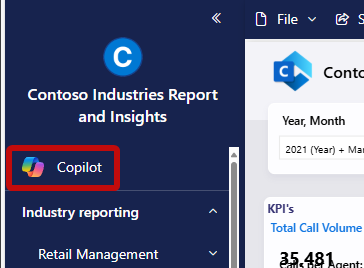 File
C
Contoso Industries Report
and Insights
Copilot
Industry reporting
Retail Management
C
Conto
Year, Month
2021 (Year) + Mar
KPI's
Total Call Volume
35,481
Calls per Agent: